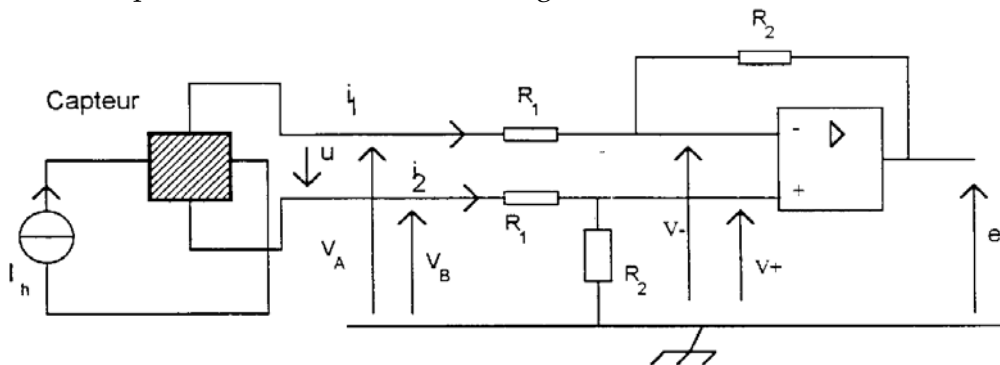 R2
Capteur
i1
R1
-
u
i2
+
R1
VA
VB
V-
V+
e
Ih
R2